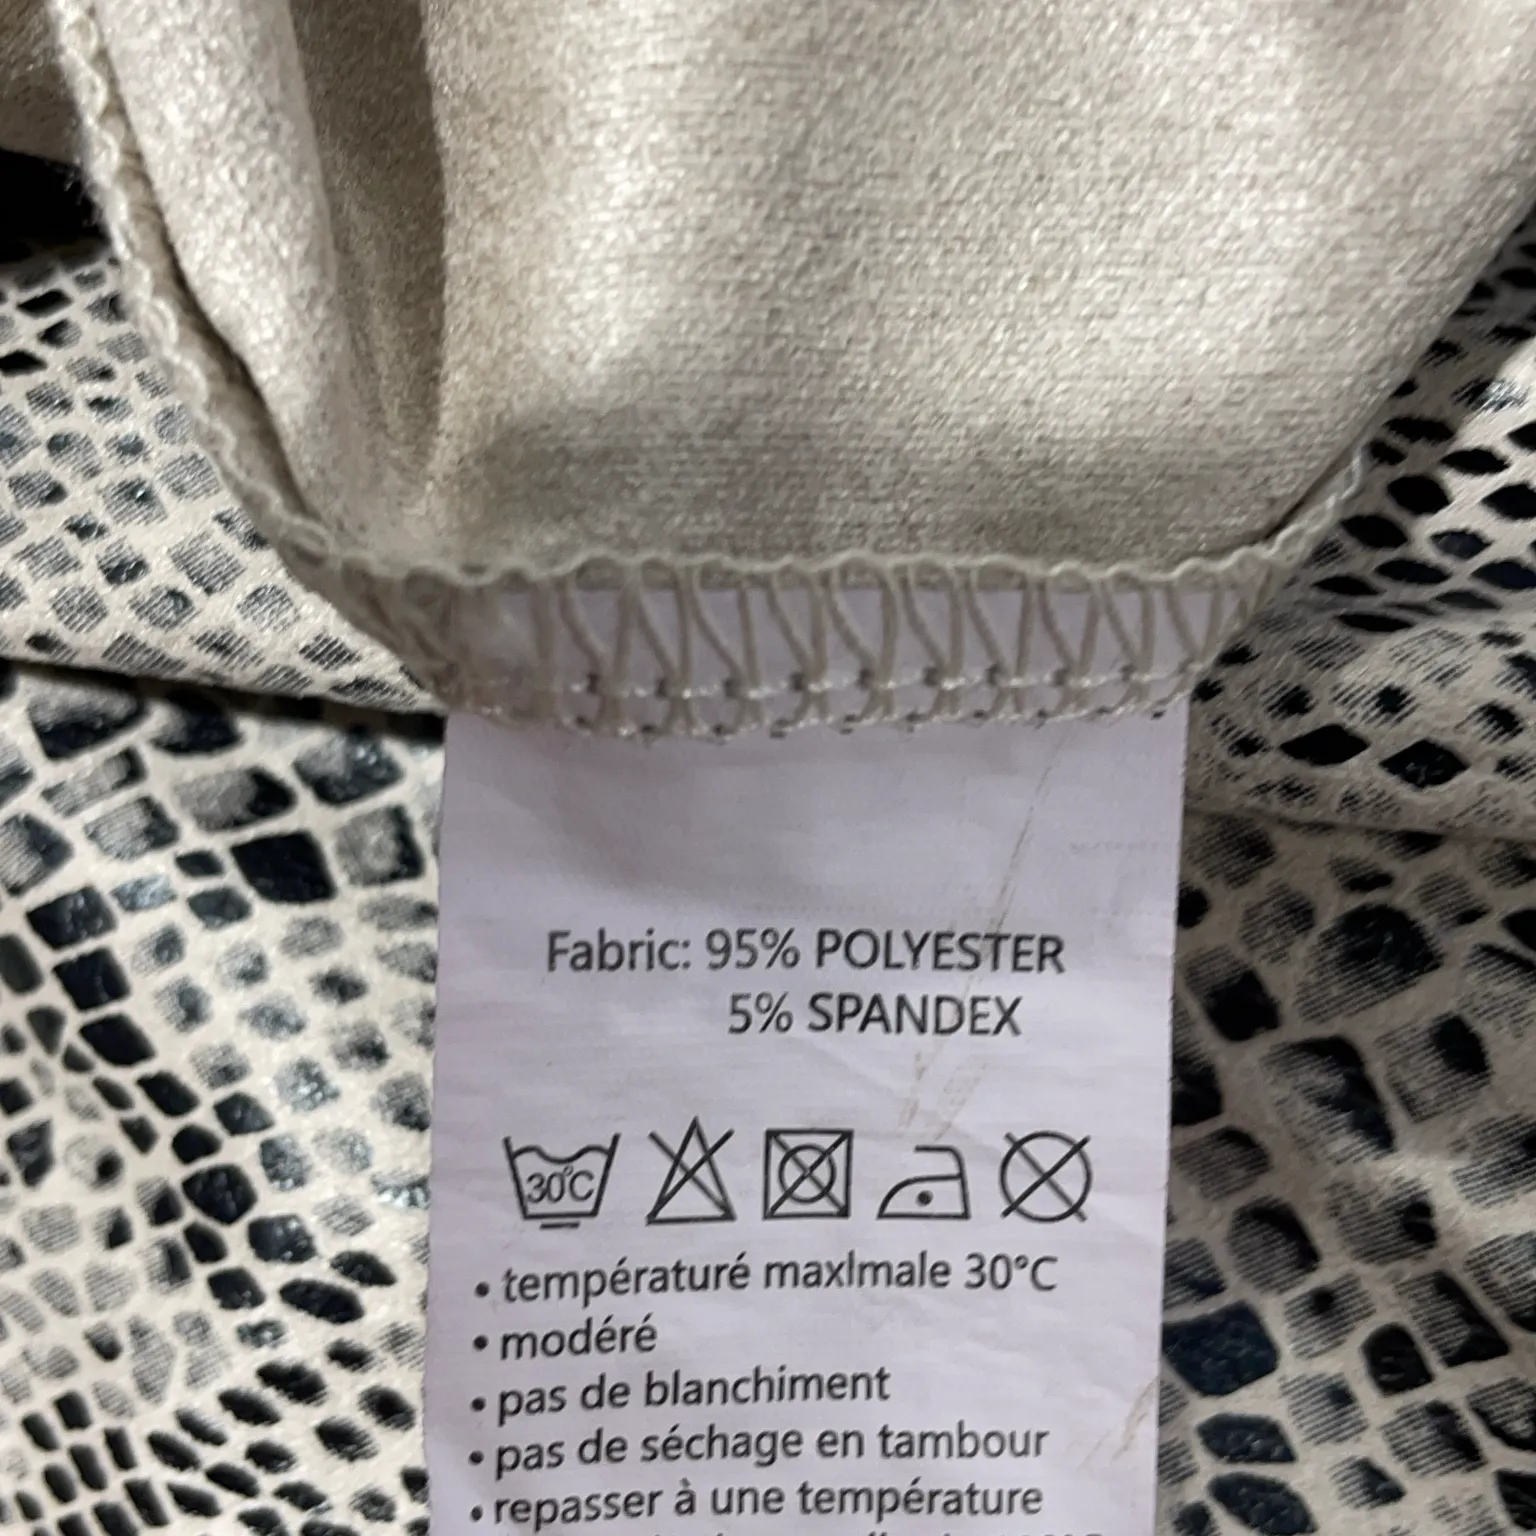 Fabric: 95% POLYESTER
5% SPANDEX
30°C
• températuré maxlmale 30°C
• modéré
• pas de blanchiment
• pas de séchage en tambour
• repasser à une température